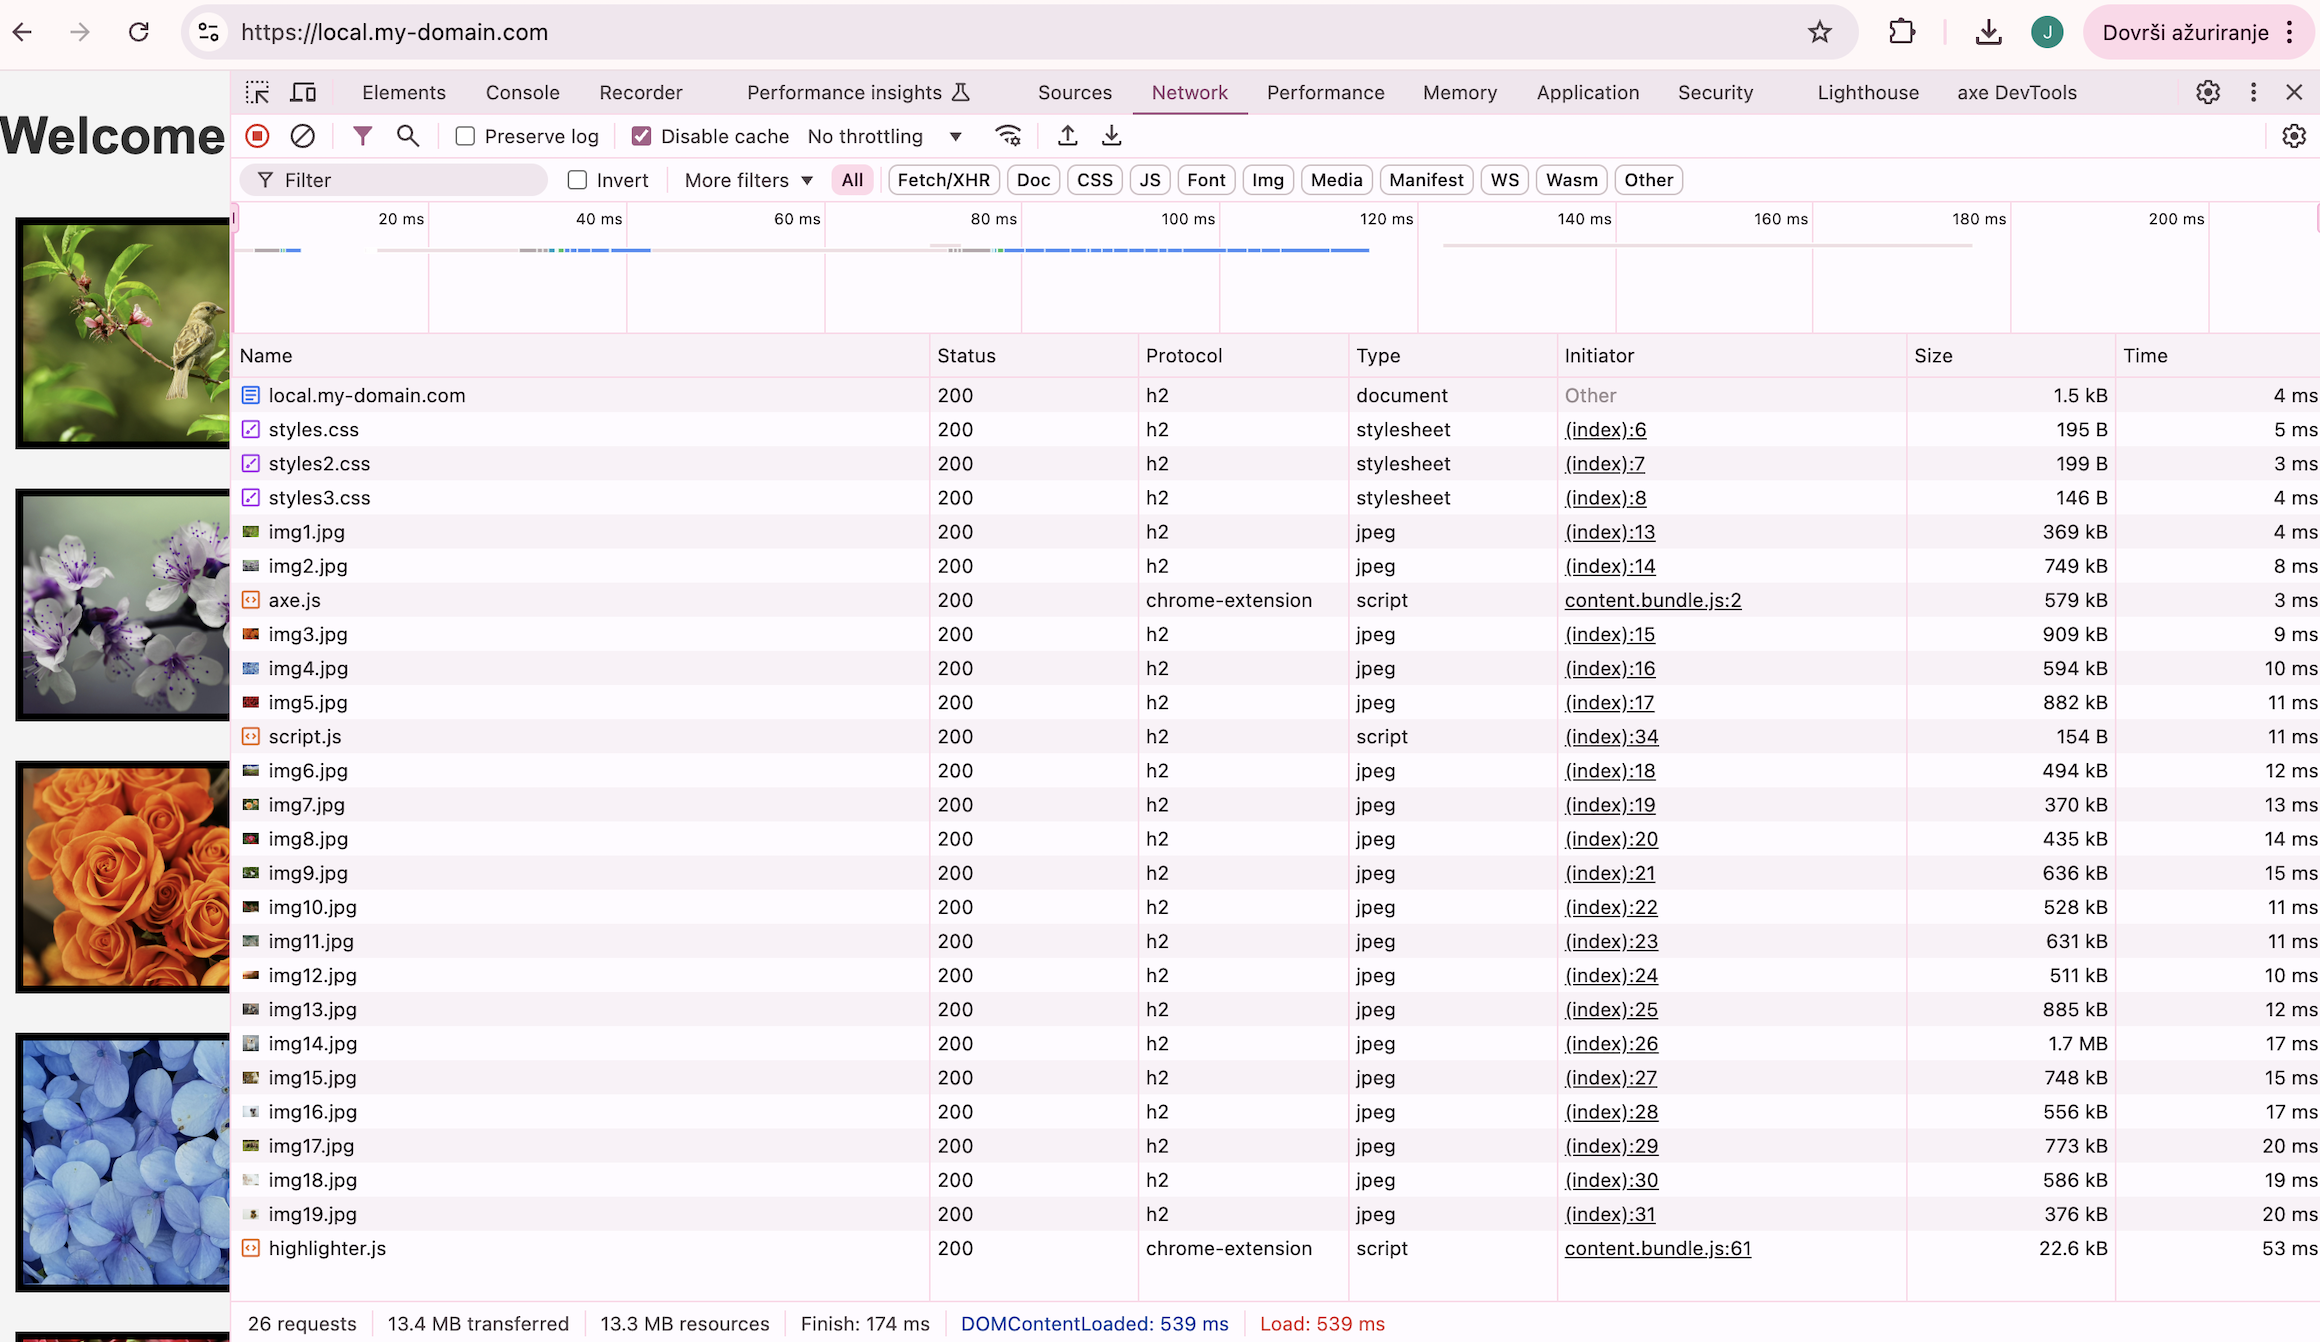 https://local.my-domain.com J Dovrši ažuriranje
Welcome
Elements Console Recorder Performance insights Sources Network Performance Memory Application Security Lighthouse axe DevTools
Preserve log Disable cache No throttling
Filter Invert More filters All Fetch/XHR Doc CSS JS Font Img Media Manifest WS Wasm Other
20 ms 40 ms 60 ms 80 ms 100 ms 120 ms 140 ms 160 ms 180 ms 200 ms
Name Status Protocol Type Initiator Size Time
local.my-domain.com 200 h2 document Other 1.5 kB 4 ms
styles.css 200 h2 stylesheet (index):6 195 B 5 ms
styles2.css 200 h2 stylesheet (index):7 199 B 3 ms
styles3.css 200 h2 stylesheet (index):8 146 B 4 ms
img1.jpg 200 h2 jpeg (index):13 369 kB 4 ms
img2.jpg 200 h2 jpeg (index):14 749 kB 8 ms
axe.js 200 chrome-extension script content.bundle.js:2 579 kB 3 ms
img3.jpg 200 h2 jpeg (index):15 909 kB 9 ms
img4.jpg 200 h2 jpeg (index):16 594 kB 10 ms
img5.jpg 200 h2 jpeg (index):17 882 kB 11 ms
script.js 200 h2 script (index):34 154 B 11 ms
img6.jpg 200 h2 jpeg (index):18 494 kB 12 ms
img7.jpg 200 h2 jpeg (index):19 370 kB 13 ms
img8.jpg 200 h2 jpeg (index):20 435 kB 14 ms
img9.jpg 200 h2 jpeg (index):21 636 kB 15 ms
img10.jpg 200 h2 jpeg (index):22 528 kB 11 ms
img11.jpg 200 h2 jpeg (index):23 631 kB 11 ms
img12.jpg 200 h2 jpeg (index):24 511 kB 10 ms
img13.jpg 200 h2 jpeg (index):25 885 kB 12 ms
img14.jpg 200 h2 jpeg (index):26 1.7 MB 17 ms
img15.jpg 200 h2 jpeg (index):27 748 kB 15 ms
img16.jpg 200 h2 jpeg (index):28 556 kB 17 ms
img17.jpg 200 h2 jpeg (index):29 773 kB 20 ms
img18.jpg 200 h2 jpeg (index):30 586 kB 19 ms
img19.jpg 200 h2 jpeg (index):31 376 kB 20 ms
highlighter.js 200 chrome-extension script content.bundle.js:61 22.6 kB 53 ms
26 requests 13.4 MB transferred 13.3 MB resources Finish: 174 ms DOMContentLoaded: 539 ms Load: 539 ms